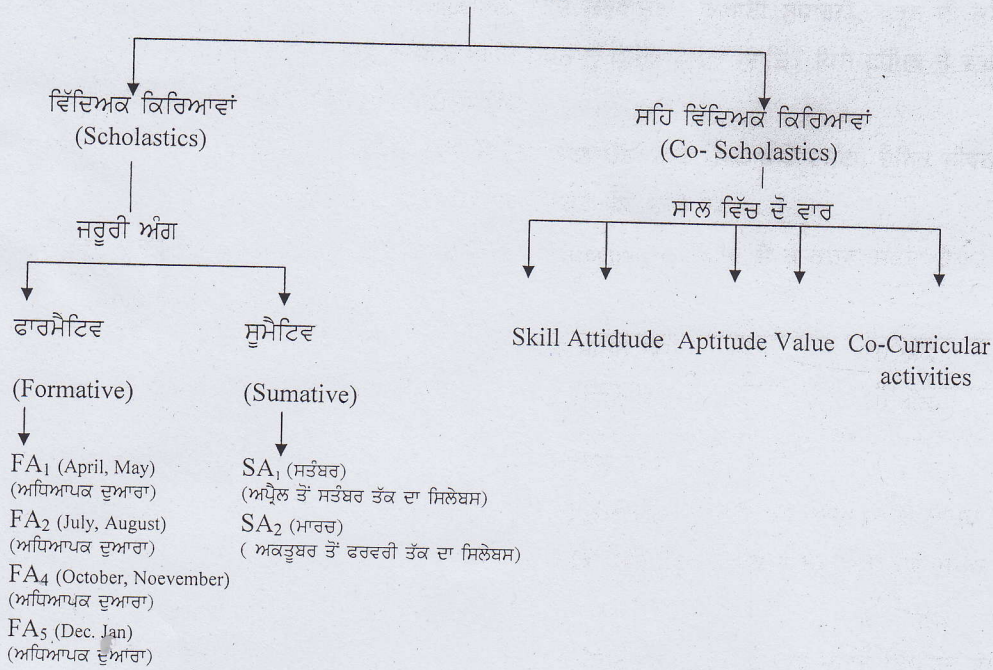 ਵਿੱਦਿਅਕ ਕਿਰਿਆਵਾਂ
(Scholastics)
ਜਰੂਰੀ ਅੰਗ
ਫਾਰਮੈਟਿਵ
(Formative)
FA₁ (April, May)
(ਅਧਿਆਪਕ ਦੁਆਰਾ)
FA₂ (July, August)
(ਅਧਿਆਪਕ ਦੁਆਰਾ)
FA₄ (October, Noevember)
(ਅਧਿਆਪਕ ਦੁਆਰਾ)
FA₅ (Dec. Jan)
(ਅਧਿਆਪਕ ਦੁਆਰਾ)
ਸੂਮੈਟਿਵ
(Sumative)
SA₁ (ਸਤੰਬਰ)
(ਅਪ੍ਰੈਲ ਤੋਂ ਸਤੰਬਰ ਤੱਕ ਦਾ ਸਿਲੇਬਸ)
SA₂ (ਮਾਰਚ)
( ਅਕਤੂਬਰ ਤੋਂ ਫਰਵਰੀ ਤੱਕ ਦਾ ਸਿਲੇਬਸ)
ਸਹਿ ਵਿੱਦਿਅਕ ਕਿਰਿਆਵਾਂ
(Co- Scholastics)
ਸਾਲ ਵਿੱਚ ਦੋ ਵਾਰ
Skill Attidtude Aptitude Value Co-Curricular
activities